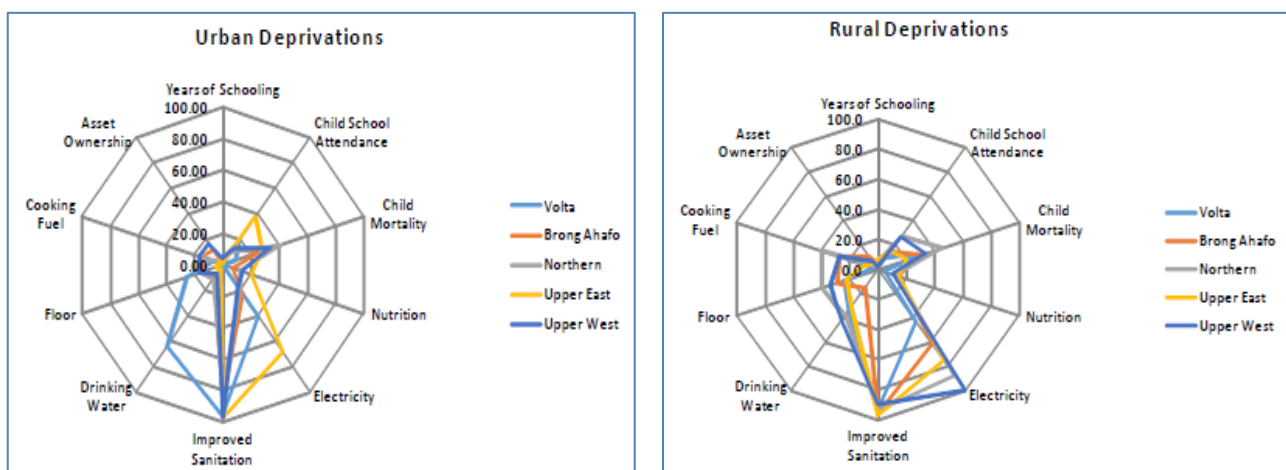 Urban Deprivations
Years of Schooling
100.00
80.00
60.00
40.00
20.00
0.00
Child School
Attendance
Child
Mortality
Nutrition
Electricity
Improved
Sanitation
Drinking
Water
Floor
Cooking
Fuel
Asset
Ownership
Volta
Brong Ahafo
Northern
Upper East
Upper West
Rural Deprivations
Years of Schooling
100.0
80.0
60.0
40.0
20.0
0.0
Child School
Attendance
Child
Mortality
Nutrition
Electricity
Improved
Sanitation
Drinking
Water
Floor
Cooking
Fuel
Asset
Ownership
Volta
Brong Ahafo
Northern
Upper East
Upper West